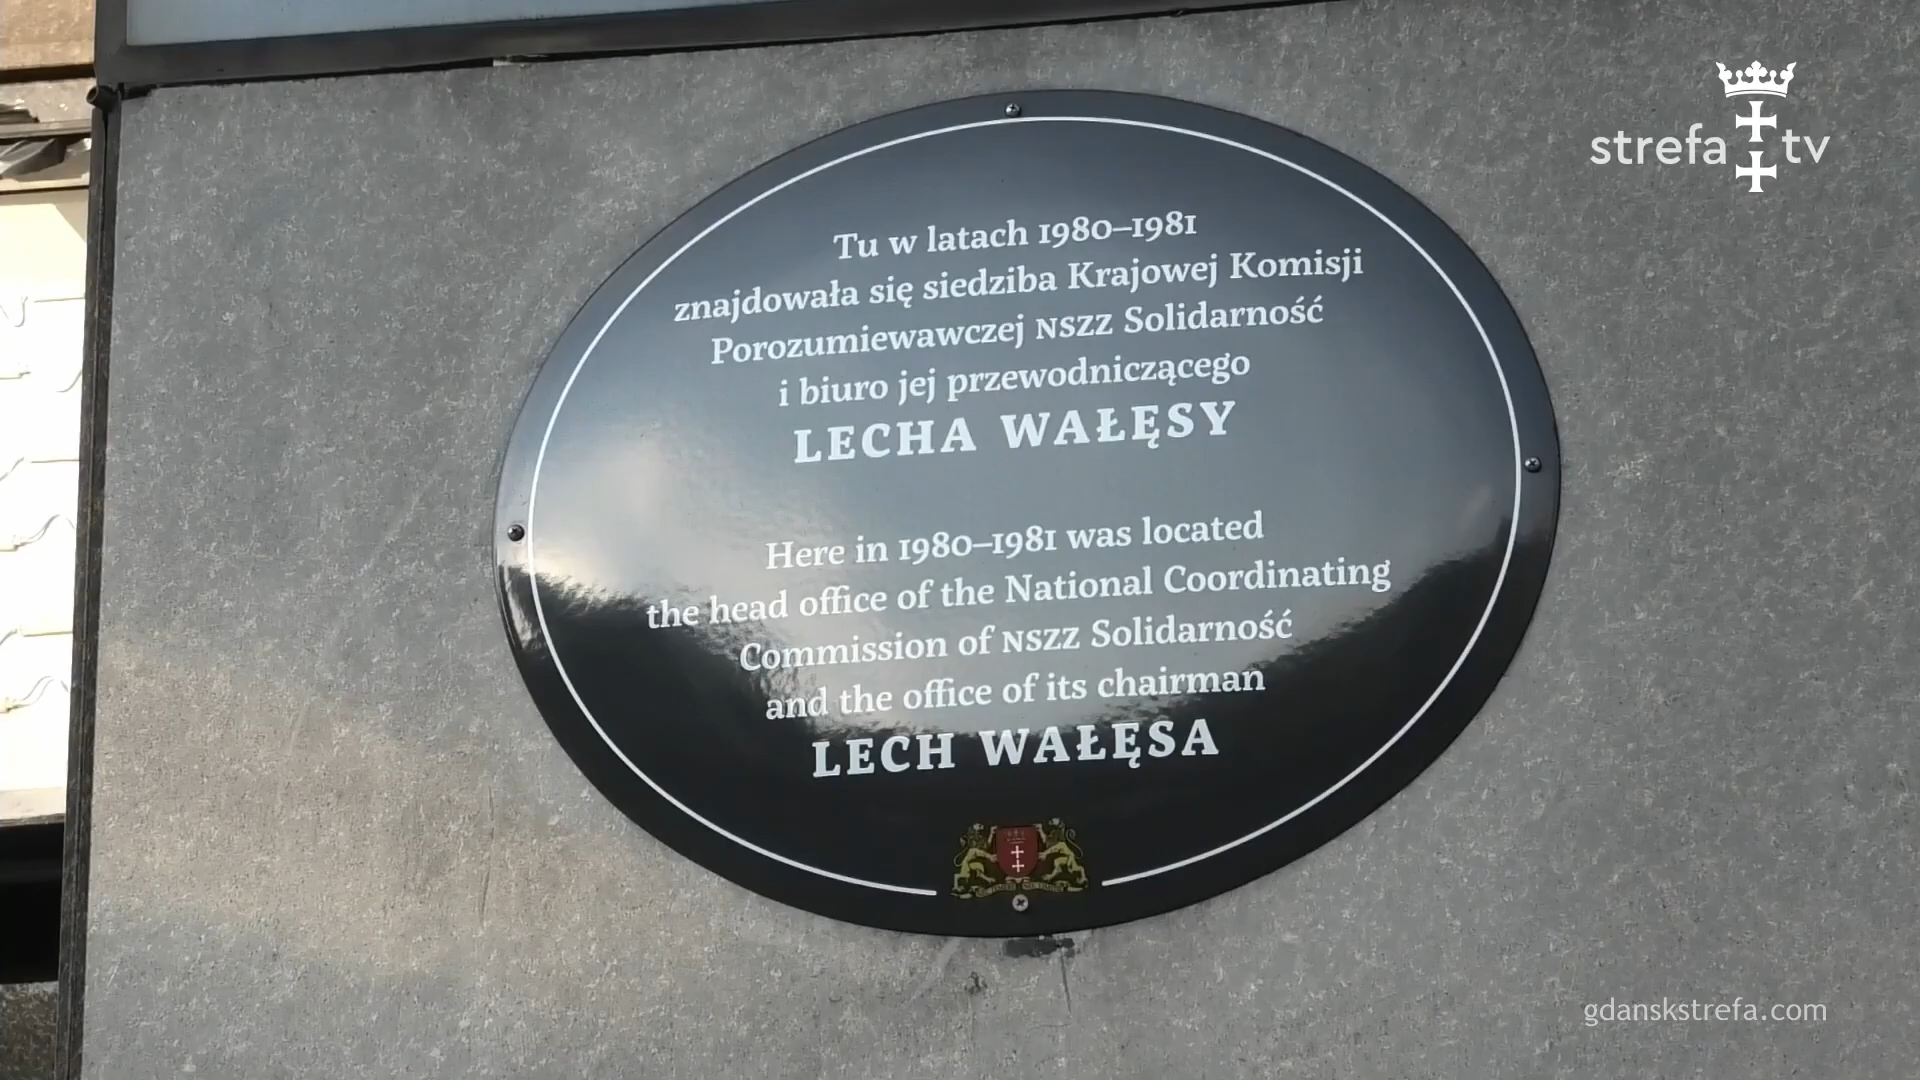 strefa tv
Tu w latach 1980–1981
znajdowała się siedziba Krajowej Komisji
Porozumiewawczej NSZZ Solidarność
i biuro jej przewodniczącego
LECHA WAŁĘSY
Here in 1980–1981 was located
the head office of the National Coordinating
Commission of NSZZ Solidarność
and the office of its chairman
LECH WAŁĘSA
gdanskstrefa.com